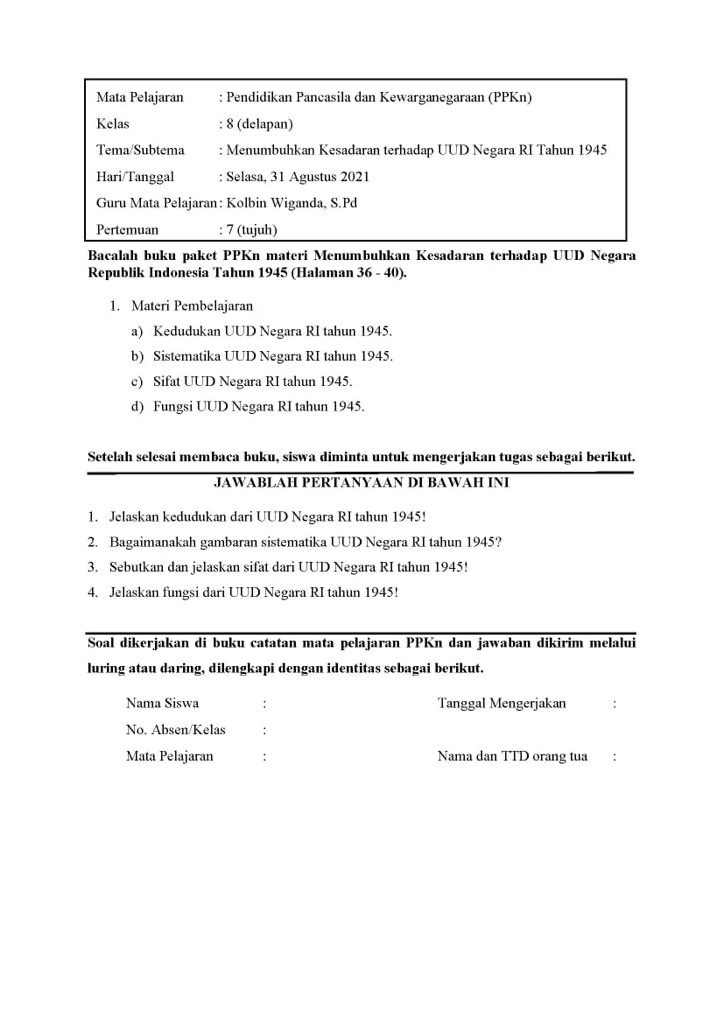 Mata Pelajaran : Pendidikan Pancasila dan Kewarganegaraan (PPKn)
Kelas : 8 (delapan)
Tema/Subtema : Menumbuhkan Kesadaran terhadap UUD Negara RI Tahun 1945
Hari/Tanggal : Selasa, 31 Agustus 2021
Guru Mata Pelajaran : Kolbin Wiganda, S.Pd
Pertemuan : 7 (tujuh)
Bacalah buku paket PPKn materi Menumbuhkan Kesadaran terhadap UUD Negara
Republik Indonesia Tahun 1945 (Halaman 36 - 40).
1. Materi Pembelajaran
a) Kedudukan UUD Negara RI tahun 1945.
b) Sistematika UUD Negara RI tahun 1945.
c) Sifat UUD Negara RI tahun 1945.
d) Fungsi UUD Negara RI tahun 1945.
Setelah selesai membaca buku, siswa diminta untuk mengerjakan tugas sebagai berikut.
JAWABLAH PERTANYAAN DI BAWAH INI
1. Jelaskan kedudukan dari UUD Negara RI tahun 1945!
2. Bagaimanakah gambaran sistematika UUD Negara RI tahun 1945?
3. Sebutkan dan jelaskan sifat dari UUD Negara RI tahun 1945!
4. Jelaskan fungsi dari UUD Negara RI tahun 1945!
Soal dikerjakan di buku catatan mata pelajaran PPKn dan jawaban dikirim melalui
luring atau daring, dilengkapi dengan identitas sebagai berikut.
Nama Siswa : Tanggal Mengerjakan :
No. Absen/Kelas :
Mata Pelajaran : Nama dan TTD orang tua :